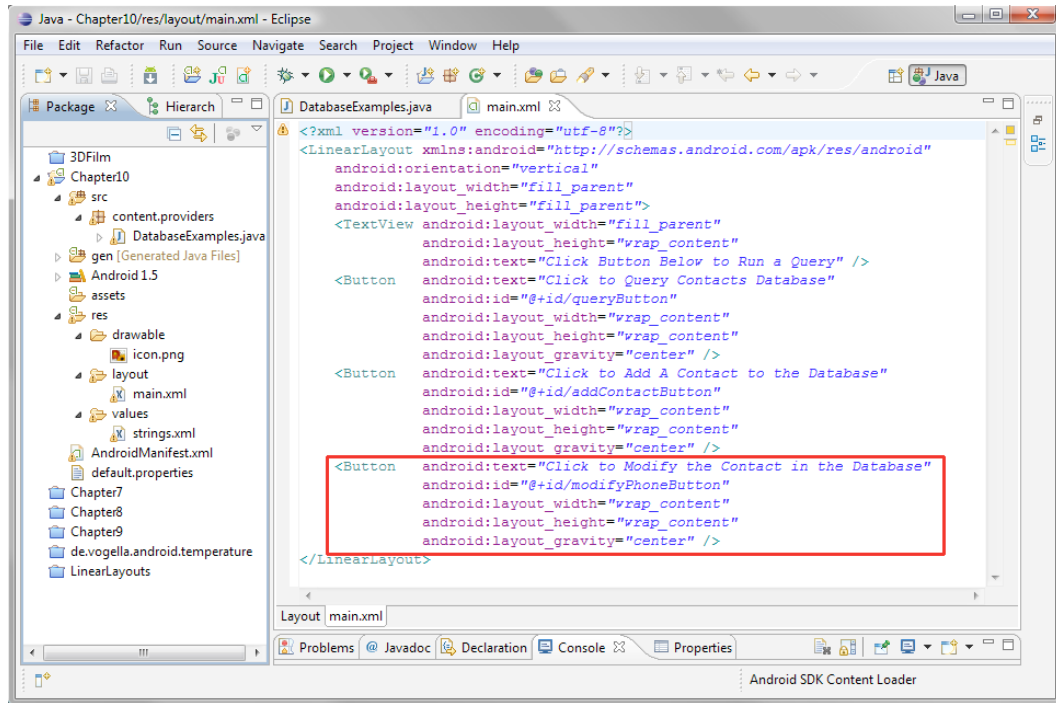 Java - Chapter10/res/layout/main.xml - Eclipse
File Edit Refactor Run Source Navigate Search Project Window Help
Java
Package Hierarch
3DFilm
Chapter10
src
content.providers
DatabaseExamples.java
gen [Generated Java Files]
Android 1.5
assets
res
drawable
icon.png
layout
main.xml
values
strings.xml
AndroidManifest.xml
default.properties
Chapter7
Chapter8
Chapter9
de.vogella.android.temperature
LinearLayouts
DatabaseExamples.java main.xml
<?xml version="1.0" encoding="utf-8"?>
<LinearLayout xmlns:android="http://schemas.android.com/apk/res/android"
android:orientation="vertical"
android:layout_width="fill_parent"
android:layout_height="fill_parent">
<TextView android:layout_width="fill_parent"
android:layout_height="wrap_content"
android:text="Click Button Below to Run a Query" />
<Button android:text="Click to Query Contacts Database"
android:id="@+id/queryButton"
android:layout_width="wrap_content"
android:layout_height="wrap_content"
android:layout_gravity="center" />
<Button android:text="Click to Add A Contact to the Database"
android:id="@+id/addContactButton"
android:layout_width="wrap_content"
android:layout_height="wrap_content"
android:layout_gravity="center" />
<Button android:text="Click to Modify the Contact in the Database"
android:id="@+id/modifyPhoneButton"
android:layout_width="wrap_content"
android:layout_height="wrap_content"
android:layout_gravity="center" />
</LinearLayout>
Layout main.xml
Problems @ Javadoc Declaration Console Properties
Android SDK Content Loader